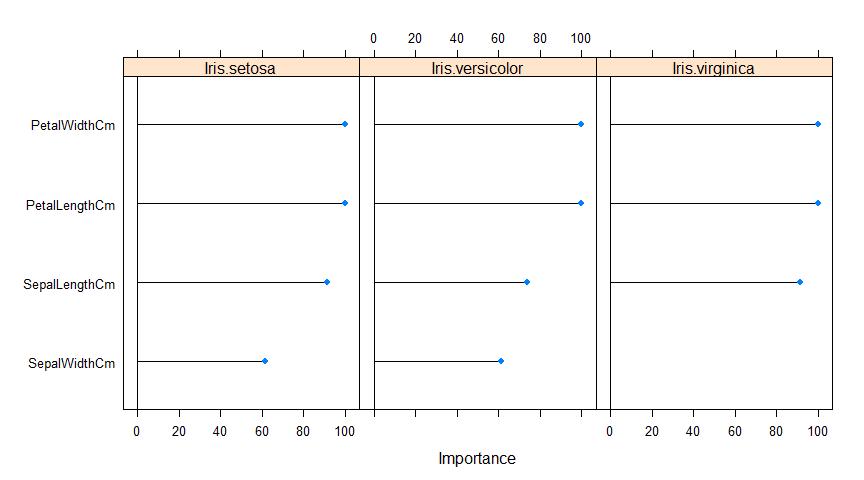 0 20 40 60 80 100
Iris.setosa Iris.versicolor Iris.virginica
PetalWidthCm
PetalLengthCm
SepalLengthCm
SepalWidthCm
0 20 40 60 80 100 0 20 40 60 80 100
Importance